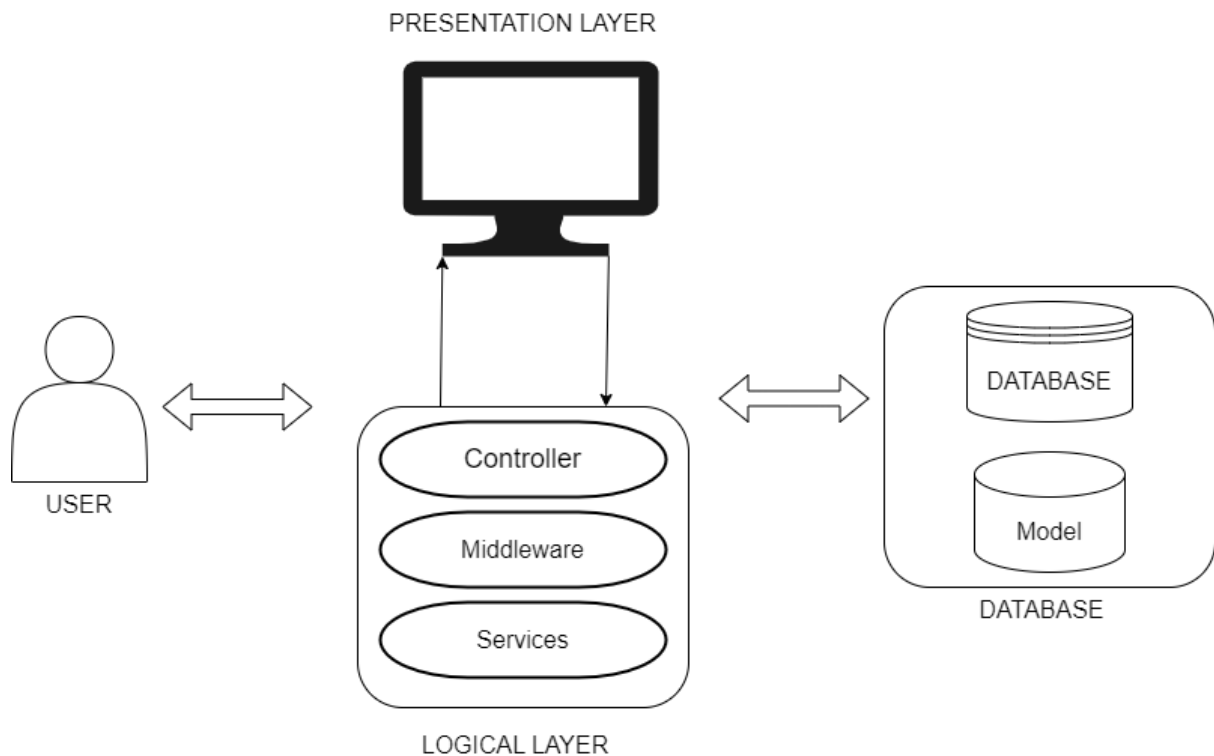 PRESENTATION LAYER
USER
Controller
Middleware
Services
LOGICAL LAYER
DATABASE
Model
DATABASE